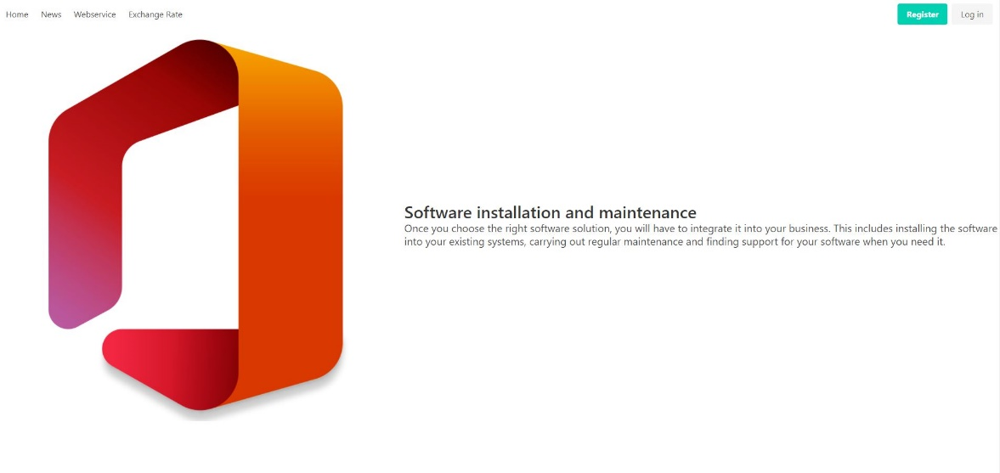 Home News Webservice Exchange Rate Register Log in
Software installation and maintenance
Once you choose the right software solution, you will have to integrate it into your business. This includes installing the software
into your existing systems, carrying out regular maintenance and finding support for your software when you need it.